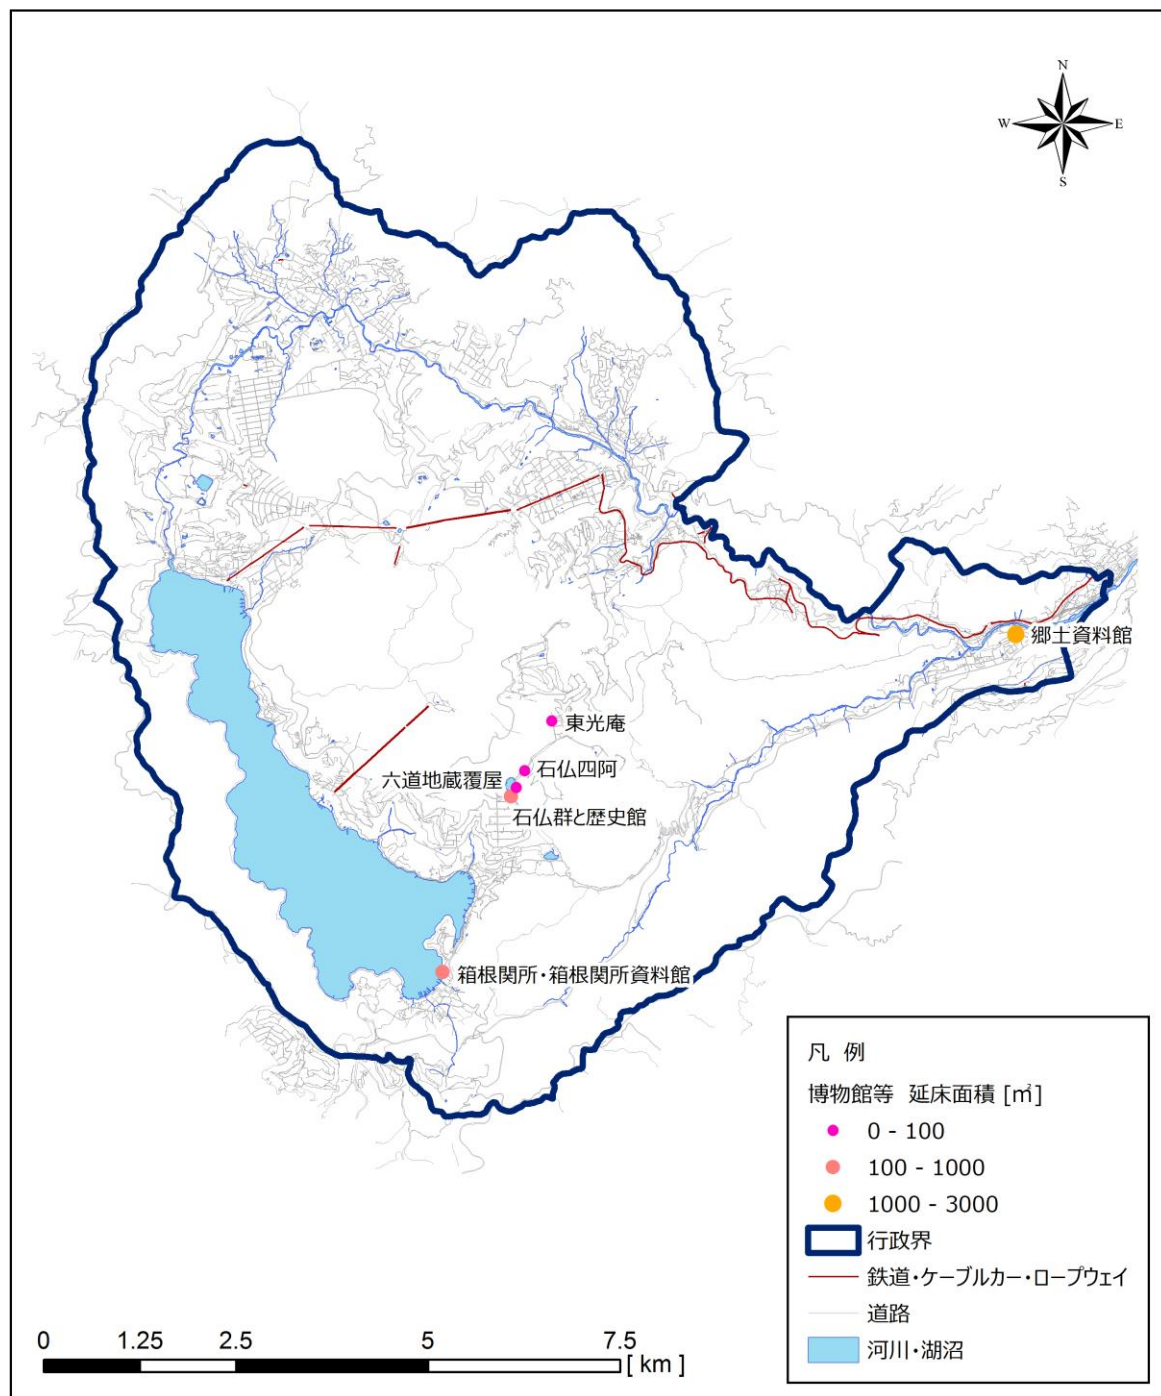 N
W E
S
郷土資料館
東光庵
石仏四阿
六道地蔵覆屋
石仏群と歴史館
箱根関所・箱根関所資料館
凡 例
博物館等 延床面積 [㎡]
0 - 100
100 - 1000
1000 - 3000
行政界
鉄道・ケーブルカー・ロープウェイ
道路
河川・湖沼
0 1.25 2.5 5 7.5
[ km ]